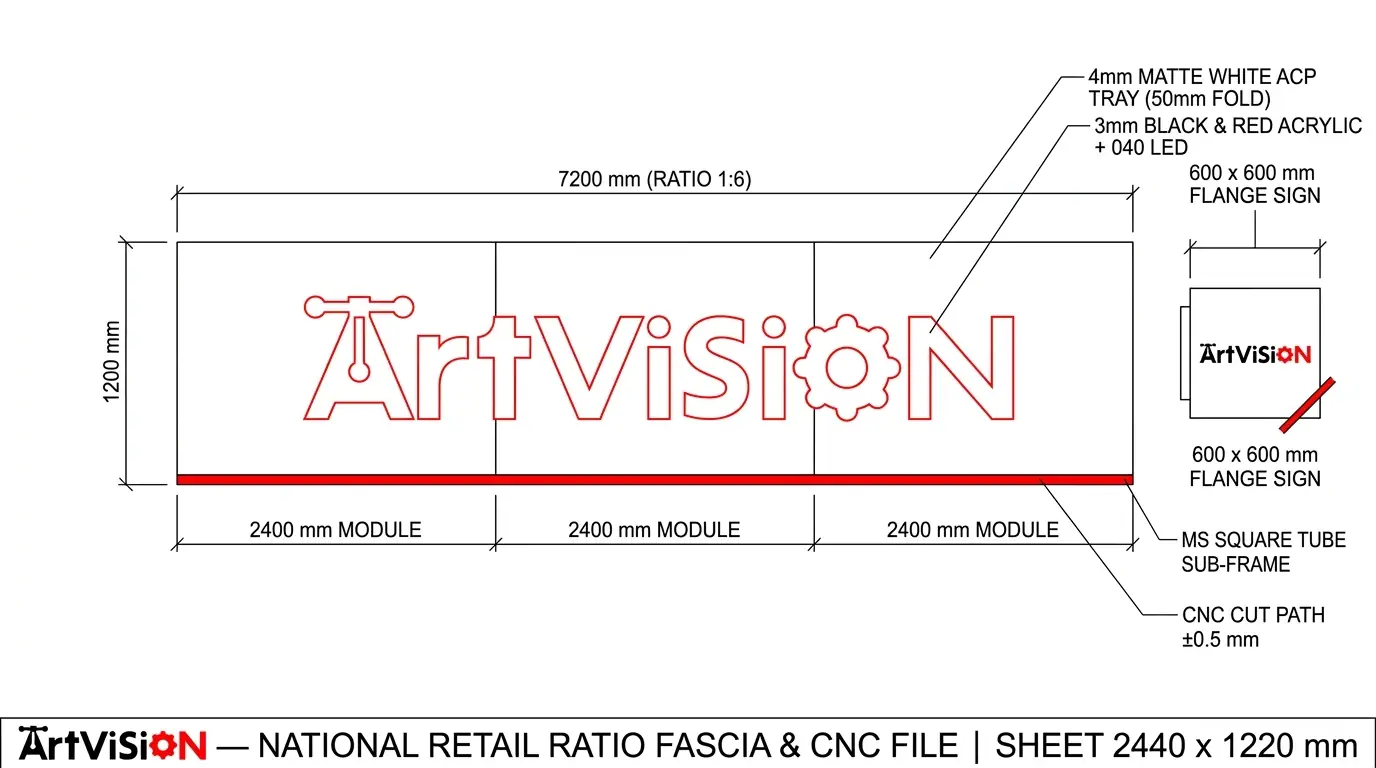 4mm MATTE WHITE ACP
TRAY (50mm FOLD)
3mm BLACK & RED ACRYLIC
+ 040 LED
600 x 600 mm
FLANGE SIGN
7200 mm (RATIO 1:6)
1200 mm
ArtViSiON
ArtViSiON
600 x 600 mm
FLANGE SIGN
2400 mm MODULE
2400 mm MODULE
2400 mm MODULE
MS SQUARE TUBE
SUB-FRAME
CNC CUT PATH
±0.5 mm
ArtViSiON — NATIONAL RETAIL RATIO FASCIA & CNC FILE | SHEET 2440 x 1220 mm